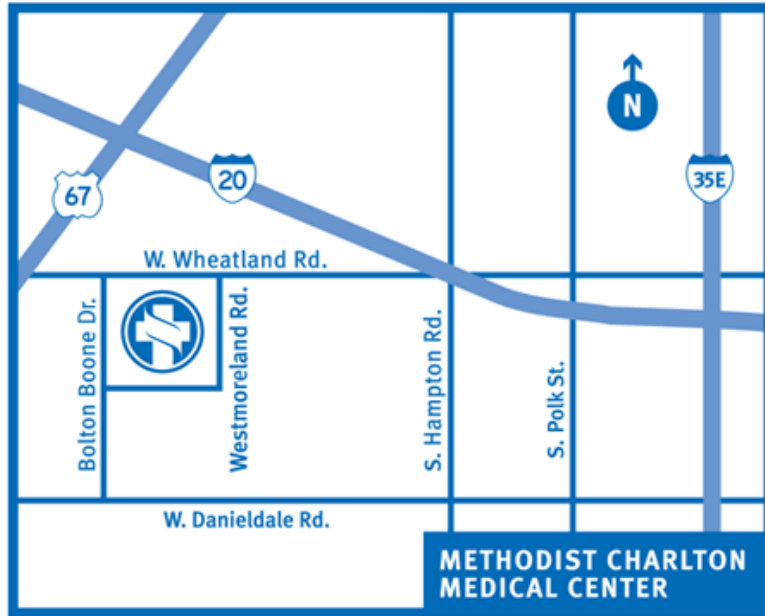 N
67
20
35E
W. Wheatland Rd.
Bolton Boone Dr.
Westmoreland Rd.
S. Hampton Rd.
S. Polk St.
W. Danieldale Rd.
METHODIST CHARLTON
MEDICAL CENTER